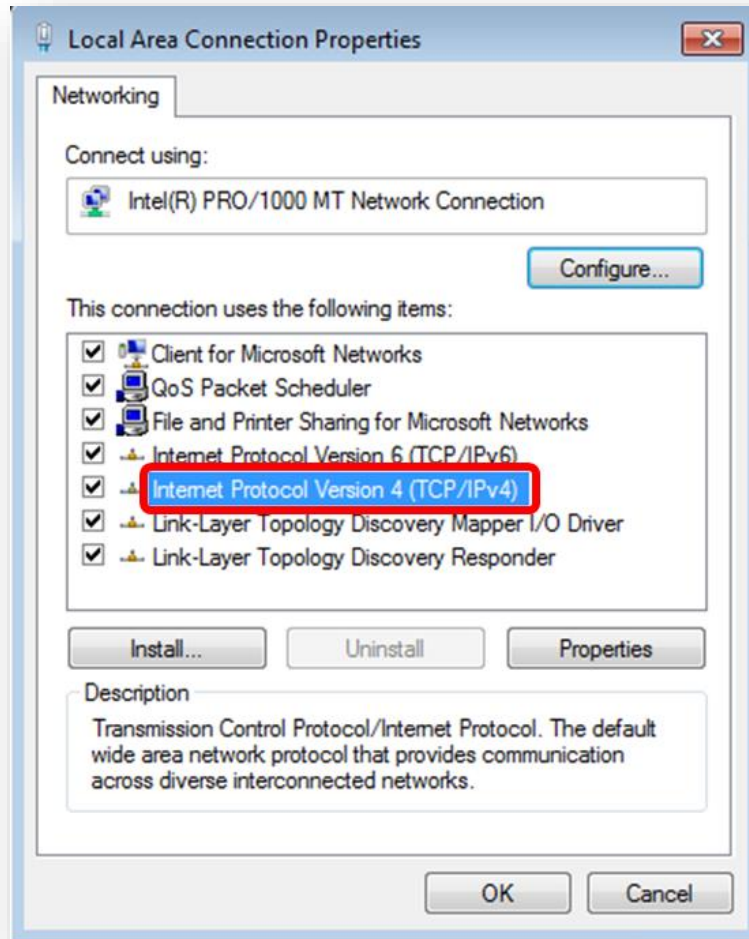 Local Area Connection Properties
Networking
Connect using:
Intel(R) PRO/1000 MT Network Connection
Configure...
This connection uses the following items:
Client for Microsoft Networks
QoS Packet Scheduler
File and Printer Sharing for Microsoft Networks
Internet Protocol Version 6 (TCP/IPv6)
Internet Protocol Version 4 (TCP/IPv4)
Link-Layer Topology Discovery Mapper I/O Driver
Link-Layer Topology Discovery Responder
Install... Uninstall Properties
Description
Transmission Control Protocol/Internet Protocol. The default
wide area network protocol that provides communication
across diverse interconnected networks.
OK Cancel